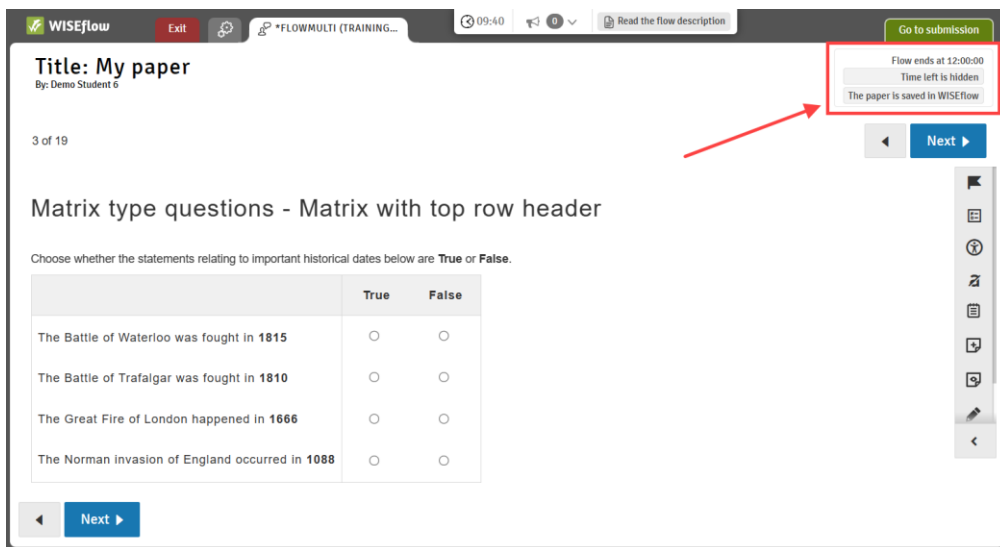 WISEflow
Exit
*FLOWMULTI (TRAINING...
09:40
0
Read the flow description
Go to submission
Title: My paper
By: Demo Student 6
Flow ends at 12:00:00
Time left is hidden
The paper is saved in WISEflow
3 of 19
Next
Matrix type questions - Matrix with top row header
Choose whether the statements relating to important historical dates below are True or False.
True False
The Battle of Waterloo was fought in 1815
The Battle of Trafalgar was fought in 1810
The Great Fire of London happened in 1666
The Norman invasion of England occurred in 1088
Next